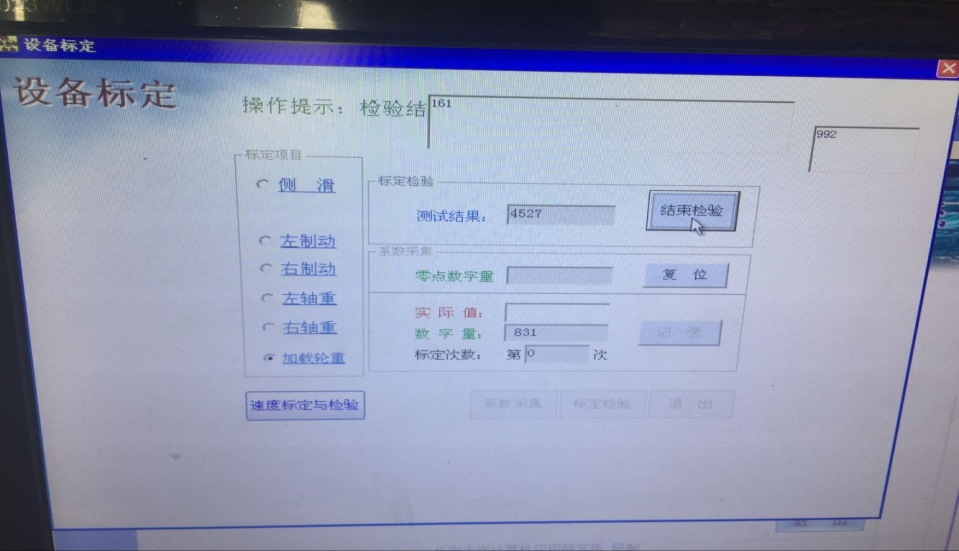 设备标定
设备标定
操作提示：检验结
161
992
标定项目
侧 滑
左制动
右制动
左轴重
右轴重
加载轮重
标定检验
测试结果：
4527
结束检验
系数采集
零点数字量
复 位
实 际 值：
数 字 量：
831
记 录
标定次数：
第 0 次
速度标定与检验
系数采集
标定检验
退 出